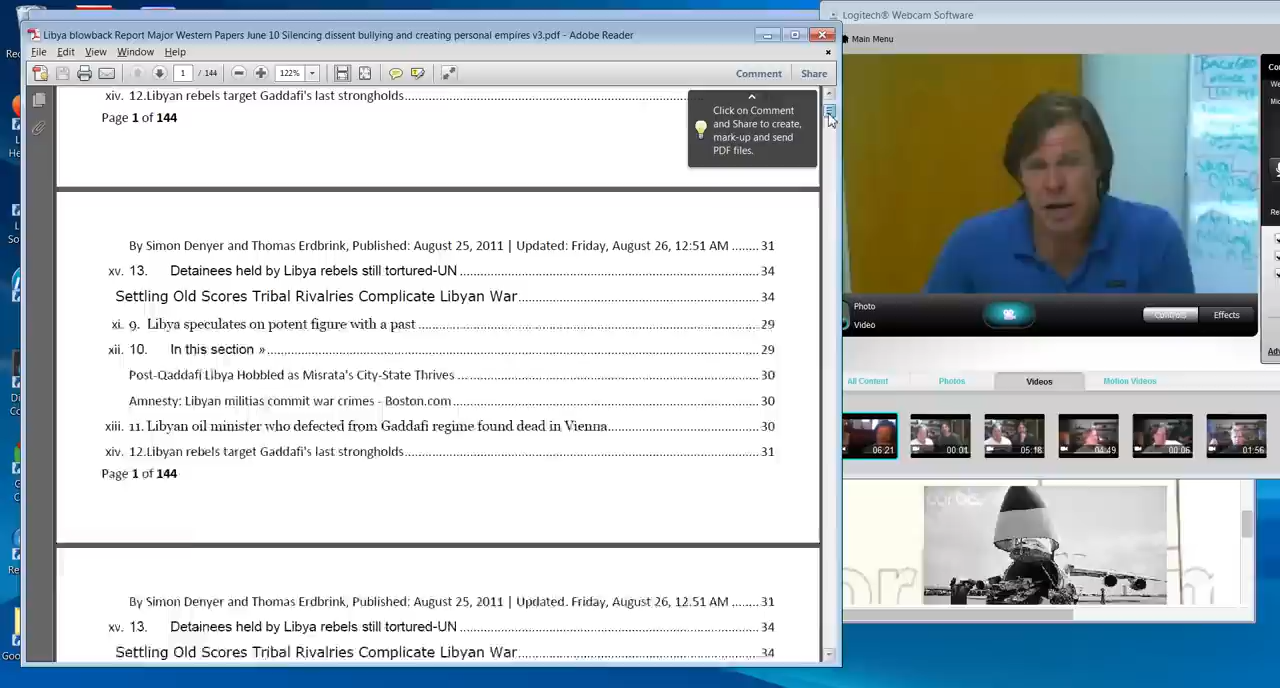 Libya blowback Report Major Western Papers June 10 Silencing dissent bullying and creating personal empires v3.pdf - Adobe Reader
File Edit View Window Help
1 / 144 122%
Comment Share
xiv. 12.Libyan rebels target Gaddafi's last strongholds
Page 1 of 144
Click on Comment
and Share to create,
mark-up and send
PDF files.
By Simon Denyer and Thomas Erdbrink, Published: August 25, 2011 | Updated: Friday, August 26, 12:51 AM ........ 31
xv. 13. Detainees held by Libya rebels still tortured-UN ........ 34
Settling Old Scores Tribal Rivalries Complicate Libyan War ........ 34
xi. 9. Libya speculates on potent figure with a past ........ 29
xii. 10. In this section » ........ 29
Post-Qaddafi Libya Hobbled as Misrata's City-State Thrives ........ 30
Amnesty: Libyan militias commit war crimes - Boston.com ........ 30
xiii. 11. Libyan oil minister who defected from Gaddafi regime found dead in Vienna ........ 30
xiv. 12.Libyan rebels target Gaddafi's last strongholds ........ 31
Page 1 of 144
By Simon Denyer and Thomas Erdbrink, Published: August 25, 2011 | Updated. Friday, August 26, 12.51 AM ........ 31
xv. 13. Detainees held by Libya rebels still tortured-UN ........ 34
Settling Old Scores Tribal Rivalries Complicate Libyan War ........ 34
Logitech® Webcam Software
Main Menu
Photo
Video
Controls Effects
All Content Photos Videos Motion Videos
06:21 00:01 05:18 04:49 00:06 01:56
corbis